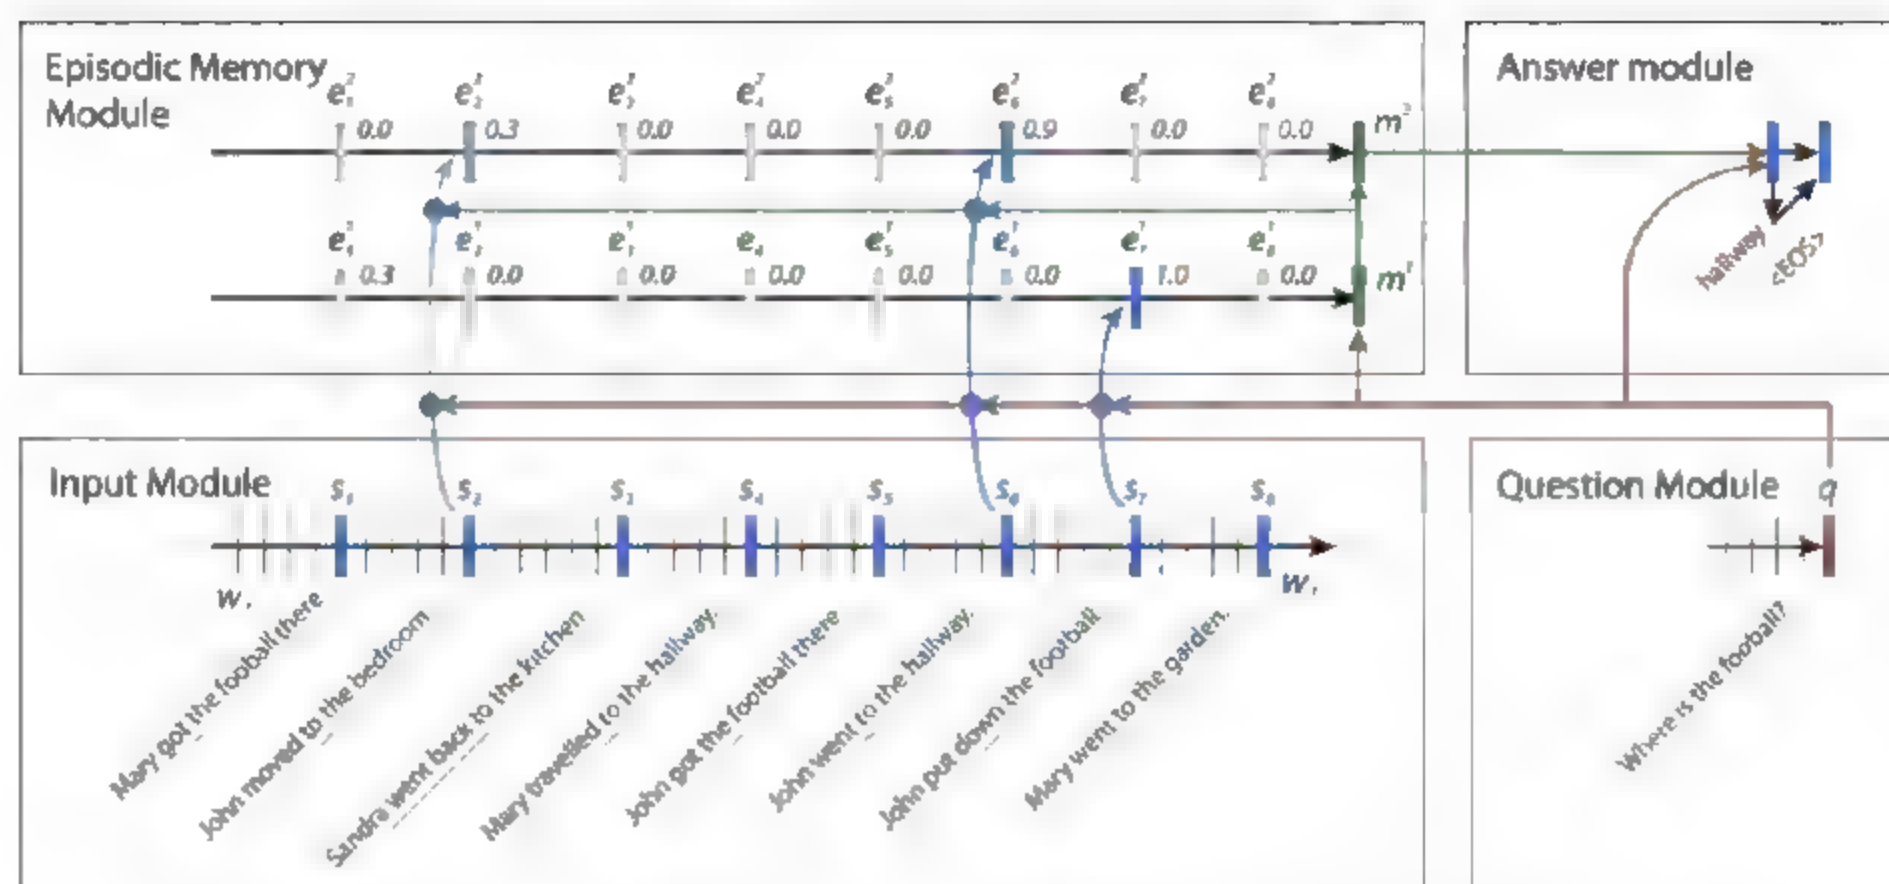 Episodic Memory
Module
0.0 0.3 0.0 0.0 0.0 0.9 0.0 0.0
0.3 0.0 0.0 0.0 0.0 0.0 1.0 0.0
Answer module
hallway
<EOS>
Input Module
Mary got the fooball there
John moved to the bedroom
Sandra went back to the kitchen
Mary travelled to the hallway.
John got the football there
John went to the hallway.
John put down the football
Mary went to the garden.
Question Module
q
Where is the fooball?